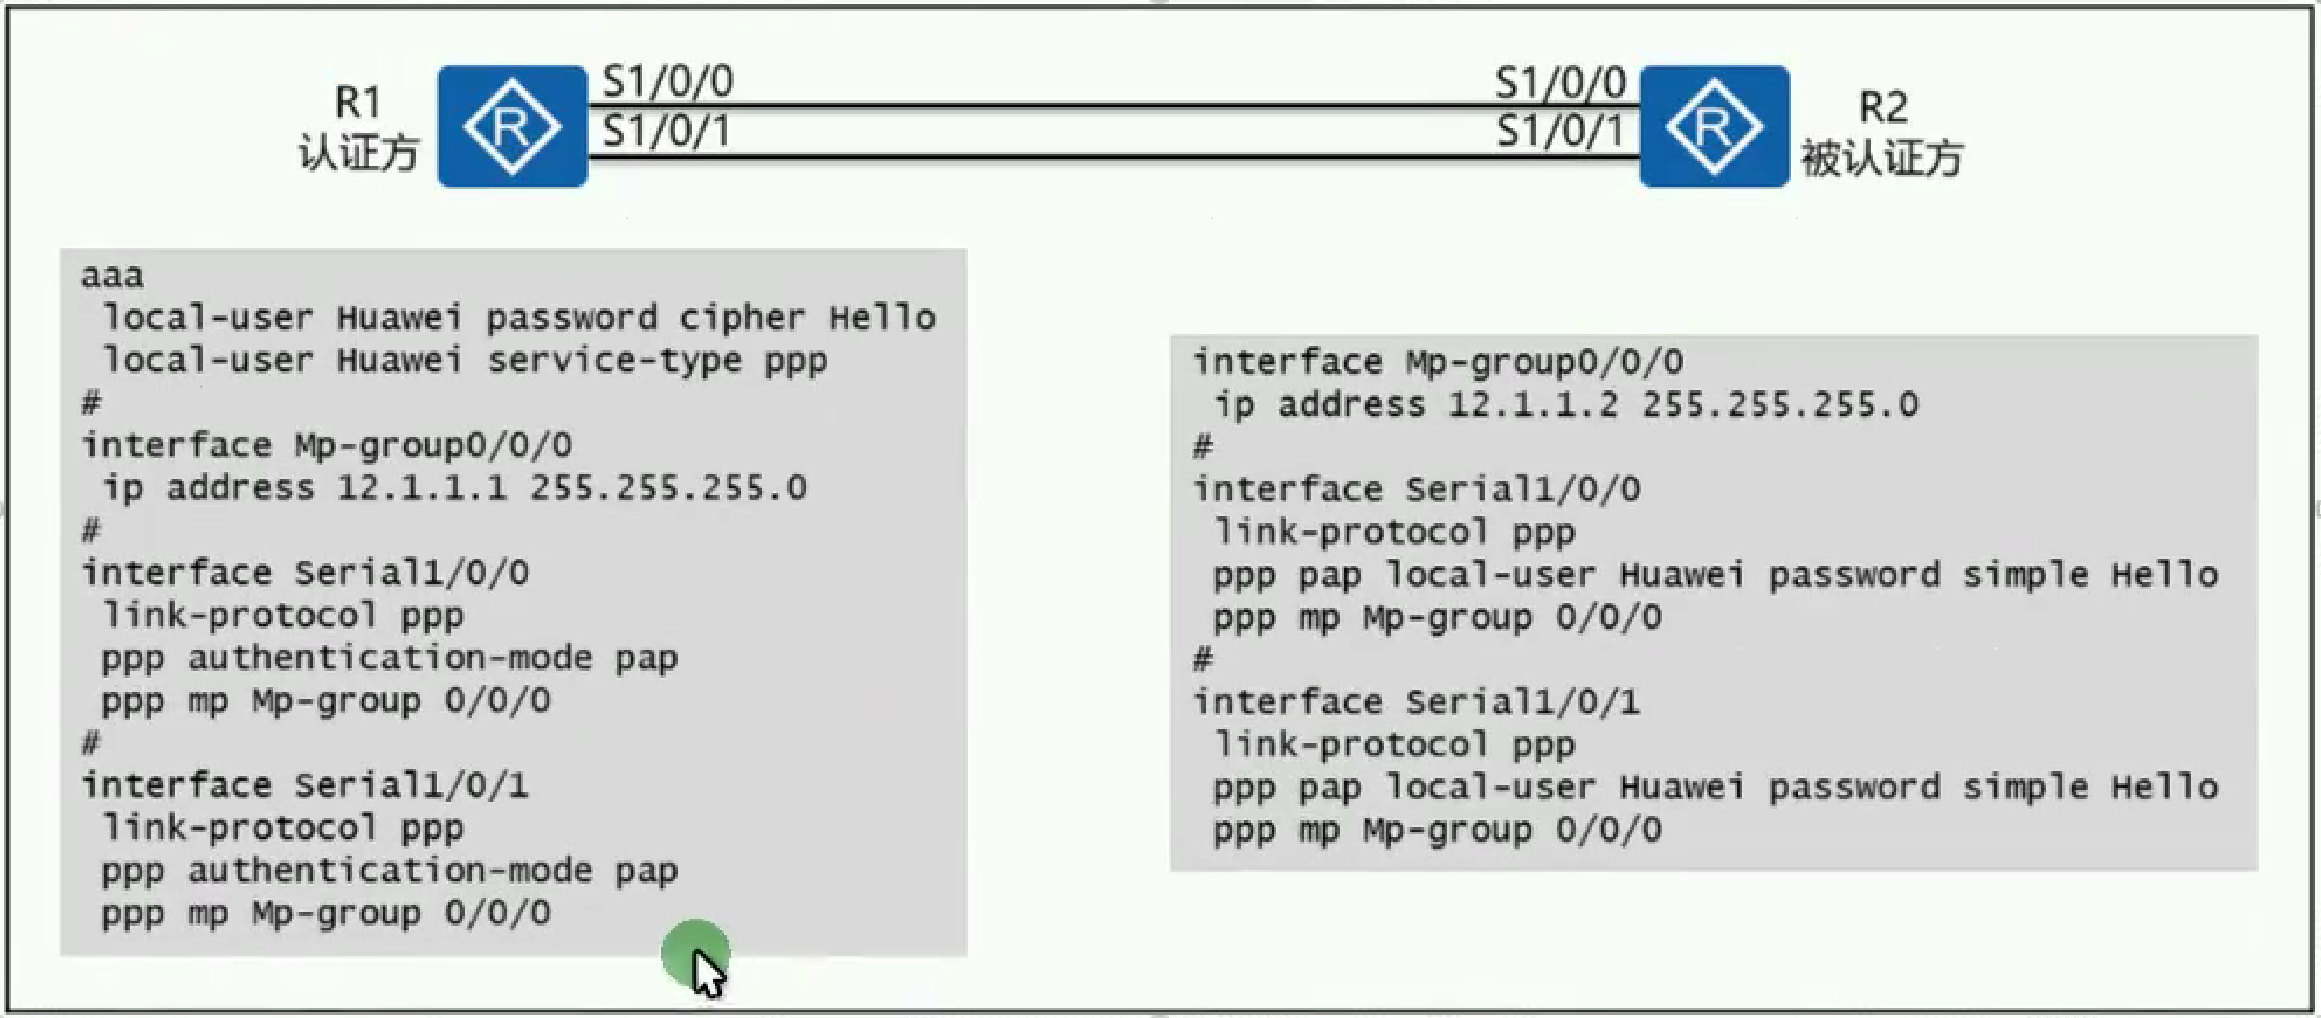 R1
认证方
S1/0/0
S1/0/1
S1/0/0
S1/0/1
R2
被认证方
aaa
local-user Huawei password cipher Hello
local-user Huawei service-type ppp
#
interface Mp-group0/0/0
ip address 12.1.1.1 255.255.255.0
#
interface Serial1/0/0
link-protocol ppp
ppp authentication-mode pap
ppp mp Mp-group 0/0/0
#
interface Serial1/0/1
link-protocol ppp
ppp authentication-mode pap
ppp mp Mp-group 0/0/0
interface Mp-group0/0/0
ip address 12.1.1.2 255.255.255.0
#
interface Serial1/0/0
link-protocol ppp
ppp pap local-user Huawei password simple Hello
ppp mp Mp-group 0/0/0
#
interface Serial1/0/1
link-protocol ppp
ppp pap local-user Huawei password simple Hello
ppp mp Mp-group 0/0/0